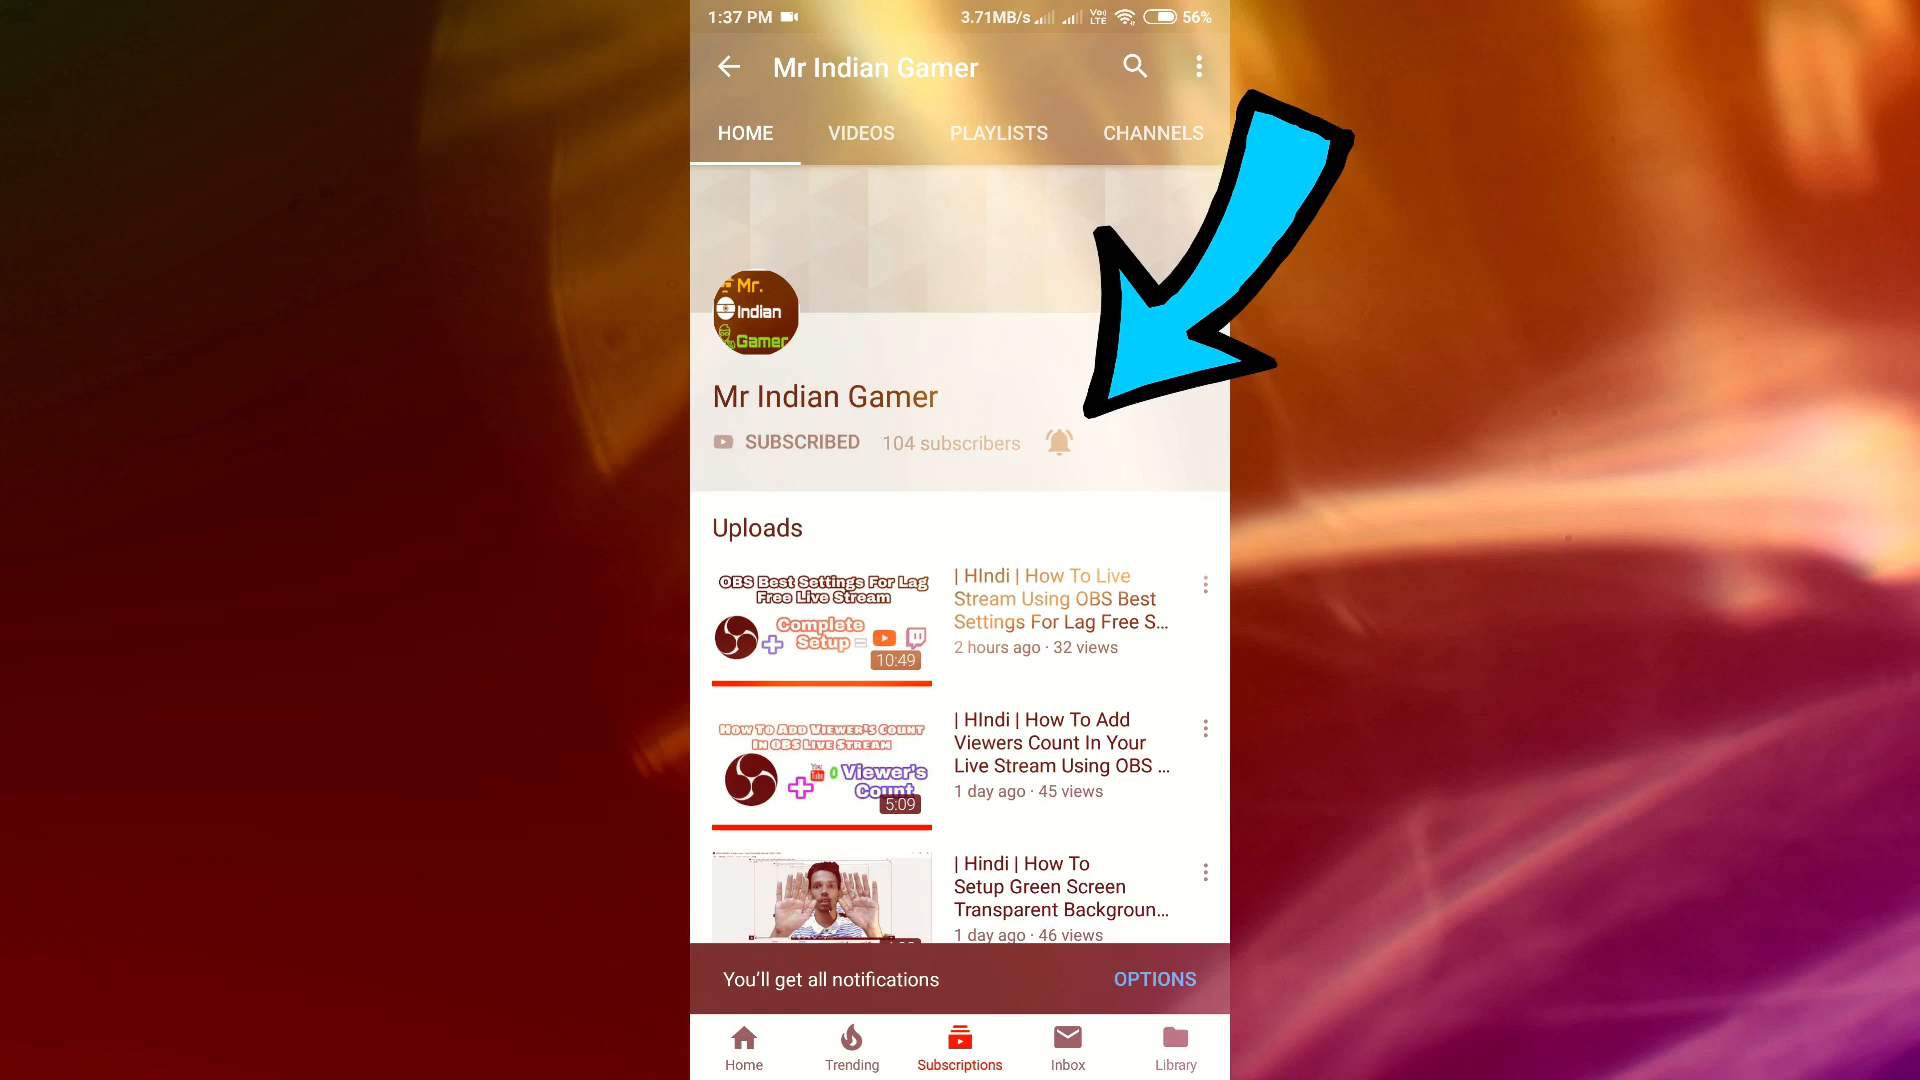 1:37 PM
3.71MB/s
Vo)
LTE
56%
Mr Indian Gamer
HOME
VIDEOS
PLAYLISTS
CHANNELS
Mr.
Indian
Gamer
Mr Indian Gamer
SUBSCRIBED
104 subscribers
Uploads
OBS Best Settings For Lag
Free Live Stream
Complete
Setup =
10:49
| HIndi | How To Live
Stream Using OBS Best
Settings For Lag Free S...
2 hours ago · 32 views
How To Add Viewer's Count
In OBS Live Stream
You
Tube
0 Viewer's
Count
5:09
| HIndi | How To Add
Viewers Count In Your
Live Stream Using OBS ...
1 day ago · 45 views
| Hindi | How To
Setup Green Screen
Transparent Backgroun...
1 day ago · 46 views
You'll get all notifications
OPTIONS
Home
Trending
Subscriptions
Inbox
Library